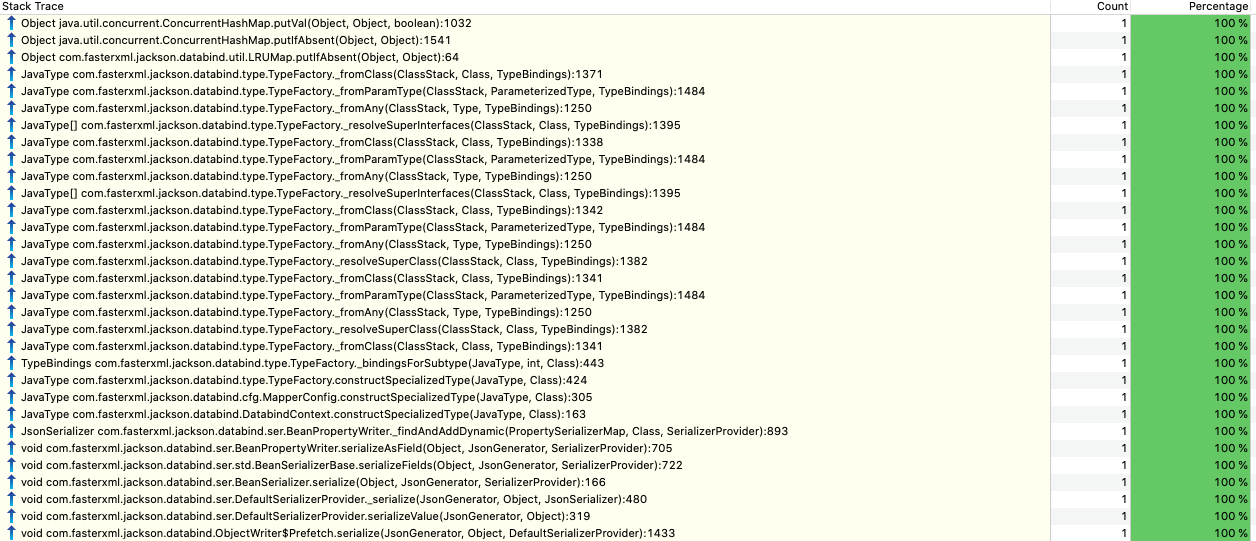 Stack Trace Count Percentage
Object java.util.concurrent.ConcurrentHashMap.putVal(Object, Object, boolean):1032 1 100 %
Object java.util.concurrent.ConcurrentHashMap.putIfAbsent(Object, Object):1541 1 100 %
Object com.fasterxml.jackson.databind.util.LRUMap.putIfAbsent(Object, Object):64 1 100 %
JavaType com.fasterxml.jackson.databind.type.TypeFactory._fromClass(ClassStack, Class, TypeBindings):1371 1 100 %
JavaType com.fasterxml.jackson.databind.type.TypeFactory._fromParamType(ClassStack, ParameterizedType, TypeBindings):1484 1 100 %
JavaType com.fasterxml.jackson.databind.type.TypeFactory._fromAny(ClassStack, Type, TypeBindings):1250 1 100 %
JavaType[] com.fasterxml.jackson.databind.type.TypeFactory._resolveSuperInterfaces(ClassStack, Class, TypeBindings):1395 1 100 %
JavaType com.fasterxml.jackson.databind.type.TypeFactory._fromClass(ClassStack, Class, TypeBindings):1338 1 100 %
JavaType com.fasterxml.jackson.databind.type.TypeFactory._fromParamType(ClassStack, ParameterizedType, TypeBindings):1484 1 100 %
JavaType com.fasterxml.jackson.databind.type.TypeFactory._fromAny(ClassStack, Type, TypeBindings):1250 1 100 %
JavaType[] com.fasterxml.jackson.databind.type.TypeFactory._resolveSuperInterfaces(ClassStack, Class, TypeBindings):1395 1 100 %
JavaType com.fasterxml.jackson.databind.type.TypeFactory._fromClass(ClassStack, Class, TypeBindings):1342 1 100 %
JavaType com.fasterxml.jackson.databind.type.TypeFactory._fromParamType(ClassStack, ParameterizedType, TypeBindings):1484 1 100 %
JavaType com.fasterxml.jackson.databind.type.TypeFactory._fromAny(ClassStack, Type, TypeBindings):1250 1 100 %
JavaType com.fasterxml.jackson.databind.type.TypeFactory._resolveSuperClass(ClassStack, Class, TypeBindings):1382 1 100 %
JavaType com.fasterxml.jackson.databind.type.TypeFactory._fromClass(ClassStack, Class, TypeBindings):1341 1 100 %
JavaType com.fasterxml.jackson.databind.type.TypeFactory._fromParamType(ClassStack, ParameterizedType, TypeBindings):1484 1 100 %
JavaType com.fasterxml.jackson.databind.type.TypeFactory._fromAny(ClassStack, Type, TypeBindings):1250 1 100 %
JavaType com.fasterxml.jackson.databind.type.TypeFactory._resolveSuperClass(ClassStack, Class, TypeBindings):1382 1 100 %
JavaType com.fasterxml.jackson.databind.type.TypeFactory._fromClass(ClassStack, Class, TypeBindings):1341 1 100 %
TypeBindings com.fasterxml.jackson.databind.type.TypeFactory._bindingsForSubtype(JavaType, int, Class):443 1 100 %
JavaType com.fasterxml.jackson.databind.type.TypeFactory.constructSpecializedType(JavaType, Class):424 1 100 %
JavaType com.fasterxml.jackson.databind.cfg.MapperConfig.constructSpecializedType(JavaType, Class):305 1 100 %
JavaType com.fasterxml.jackson.databind.DatabindContext.constructSpecializedType(JavaType, Class):163 1 100 %
JsonSerializer com.fasterxml.jackson.databind.ser.BeanPropertyWriter._findAndAddDynamic(PropertySerializerMap, Class, SerializerProvider):893 1 100 %
void com.fasterxml.jackson.databind.ser.BeanPropertyWriter.serializeAsField(Object, JsonGenerator, SerializerProvider):705 1 100 %
void com.fasterxml.jackson.databind.ser.std.BeanSerializerBase.serializeFields(Object, JsonGenerator, SerializerProvider):722 1 100 %
void com.fasterxml.jackson.databind.ser.BeanSerializer.serialize(Object, JsonGenerator, SerializerProvider):166 1 100 %
void com.fasterxml.jackson.databind.ser.DefaultSerializerProvider._serialize(JsonGenerator, Object, JsonSerializer):480 1 100 %
void com.fasterxml.jackson.databind.ser.DefaultSerializerProvider.serializeValue(JsonGenerator, Object):319 1 100 %
void com.fasterxml.jackson.databind.ObjectWriter$Prefetch.serialize(JsonGenerator, Object, DefaultSerializerProvider):1433 1 100 %